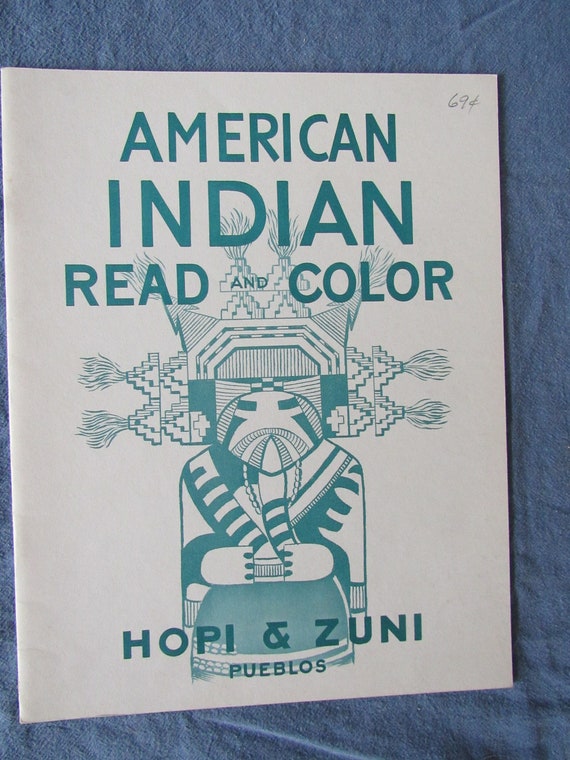 69¢
AMERICAN
INDIAN
READ AND COLOR
HOPI & ZUNI
PUEBLOS